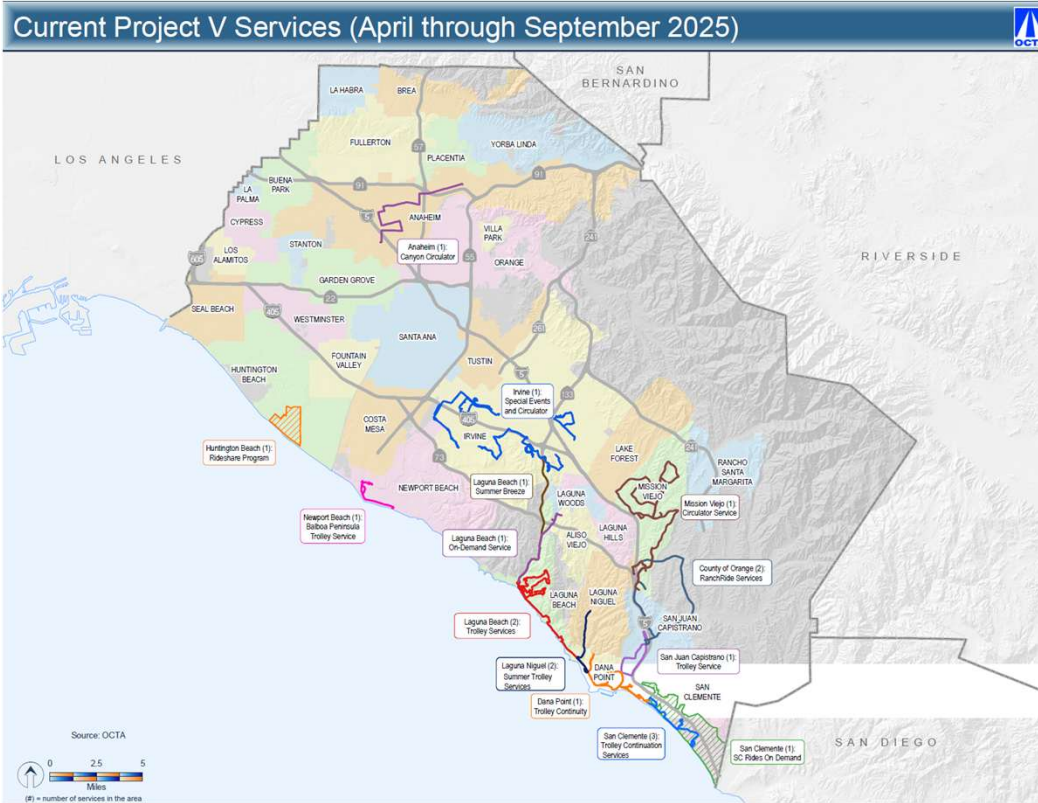 Current Project V Services (April through September 2025)
OCTA
SAN
BERNARDINO
LOS ANGELES
RIVERSIDE
SAN DIEGO
LA HABRA
BREA
FULLERTON
57
PLACENTIA
YORBA LINDA
BUENA
PARK
91
91
LA
PALMA
5
ANAHEIM
CYPRESS
VILLA
PARK
241
STANTON
Anaheim (1):
Canyon Circulator
55
ORANGE
LOS
ALAMITOS
605
GARDEN GROVE
22
SEAL BEACH
405
WESTMINSTER
SANTA ANA
261
FOUNTAIN
VALLEY
TUSTIN
5
HUNTINGTON
BEACH
133
Irvine (1):
Special Events
and Circulator
COSTA
MESA
405
IRVINE
LAKE
FOREST
241
Huntington Beach (1):
Rideshare Program
73
RANCHO
SANTA
MARGARITA
NEWPORT BEACH
Laguna Beach (1):
Summer Breeze
LAGUNA
WOODS
MISSION
VIEJO
Mission Viejo (1):
Circulator Service
Newport Beach (1):
Balboa Peninsula
Trolley Service
Laguna Beach (1):
On-Demand Service
ALISO
VIEJO
LAGUNA
HILLS
County of Orange (2):
RanchRide Services
LAGUNA
BEACH
LAGUNA
NIGUEL
Laguna Beach (2):
Trolley Services
5
SAN JUAN
CAPISTRANO
Laguna Niguel (2):
Summer Trolley
Services
DANA
POINT
San Juan Capistrano (1):
Trolley Service
Dana Point (1):
Trolley Continuity
SAN
CLEMENTE
San Clemente (3):
Trolley Continuation
Services
San Clemente (1):
SC Rides On Demand
Source: OCTA
0 2.5 5
Miles
(#) = number of services in the area